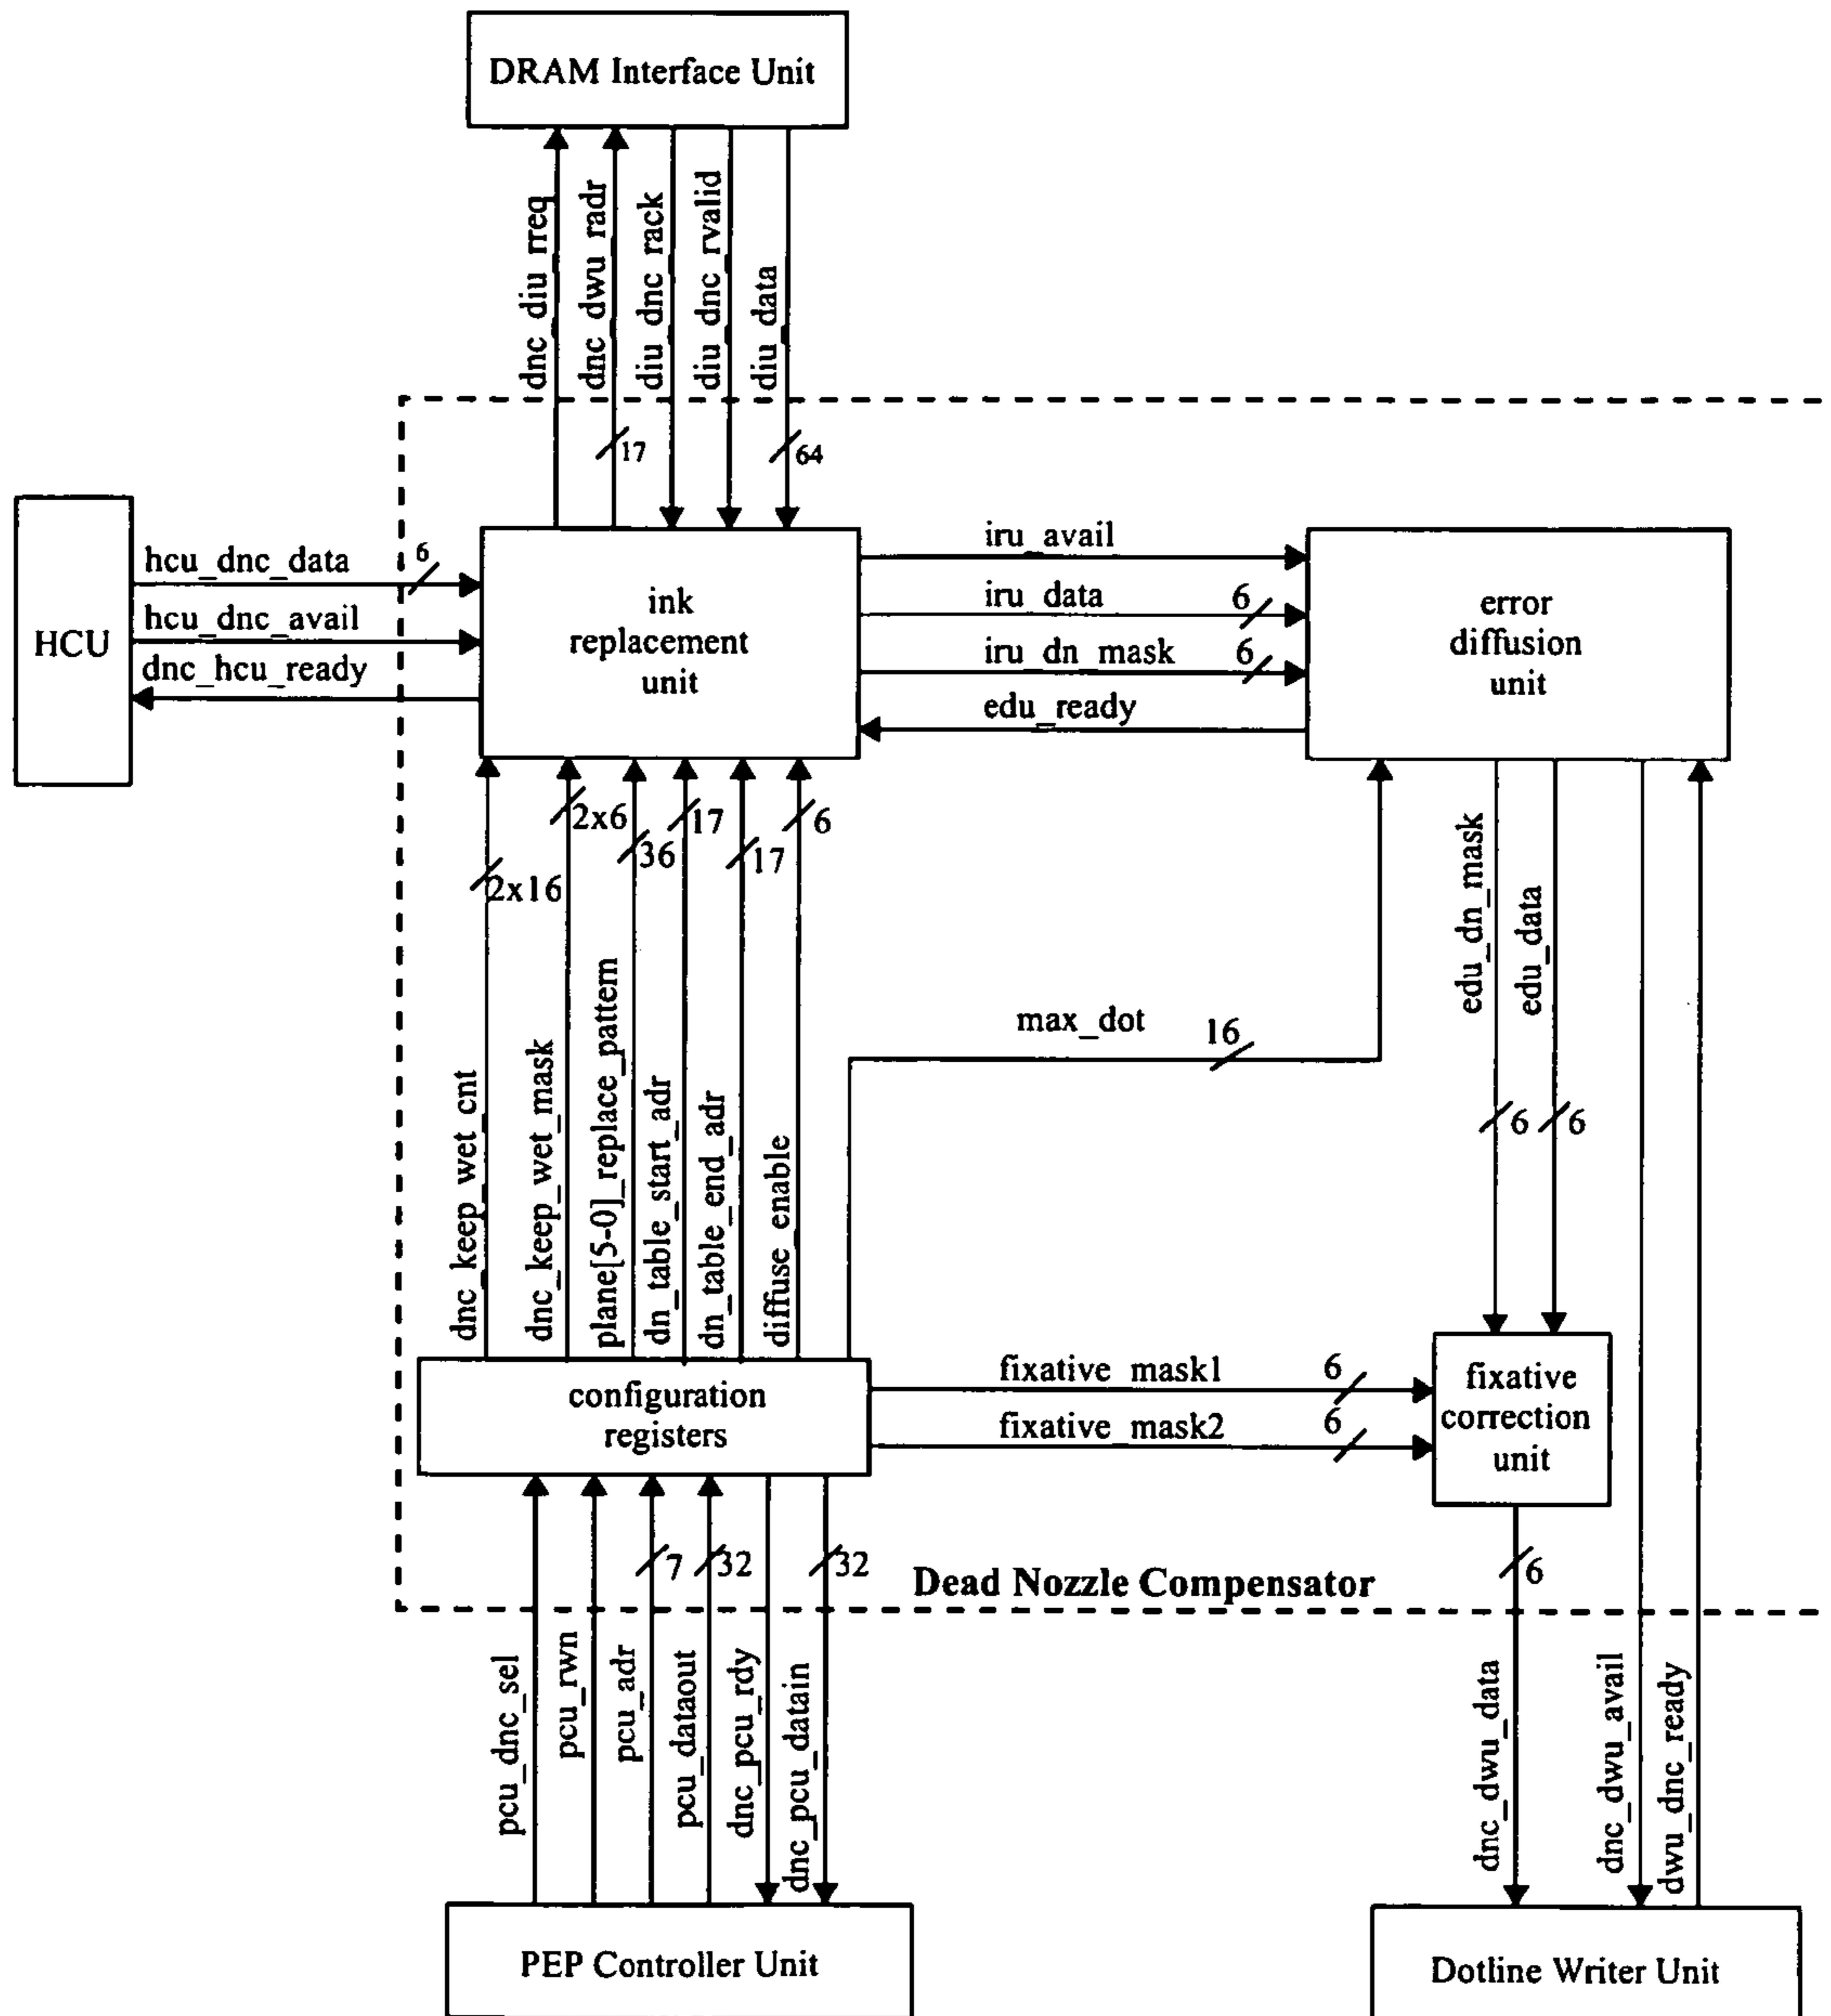 DRAM Interface Unit
dnc_diu_rreq
dnc_dwu_radr
diu_dnc_rack
diu_dnc_rvalid
diu_data
17
64
HCU
hcu_dnc_data
6
hcu_dnc_avail
dnc_hcu_ready
ink
replacement
unit
iru_avail
iru_data
6
iru_dn_mask
6
edu_ready
error
diffusion
unit
2x16
2x6
36
17
17
6
dnc_keep_wet_cnt
dnc_keep_wet_mask
plane[5-0]_replace_pattern
dn_table_start_adr
dn_table_end_adr
diffuse_enable
max_dot
16
edu_dn_mask
edu_data
6
6
configuration
registers
fixative_mask1
6
fixative_mask2
6
fixative
correction
unit
7
32
32
6
Dead Nozzle Compensator
pcu_dnc_sel
pcu_rwn
pcu_adr
pcu_dataout
dnc_pcu_rdy
dnc_pcu_datain
dnc_dwu_data
dnc_dwu_avail
dwu_dnc_ready
PEP Controller Unit
Dotline Writer Unit